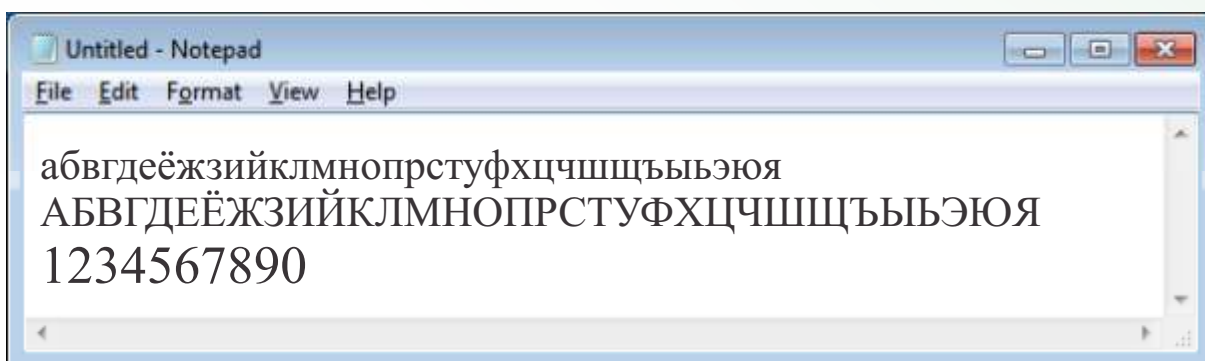 Untitled - Notepad
File Edit Format View Help
абвгдеёжзийклмнопрстуфхцчшщъыьэюя
АБВГДЕЁЖЗИЙКЛМНОПРСТУФХЦЧШЩЪЫЬЭЮЯ
1234567890